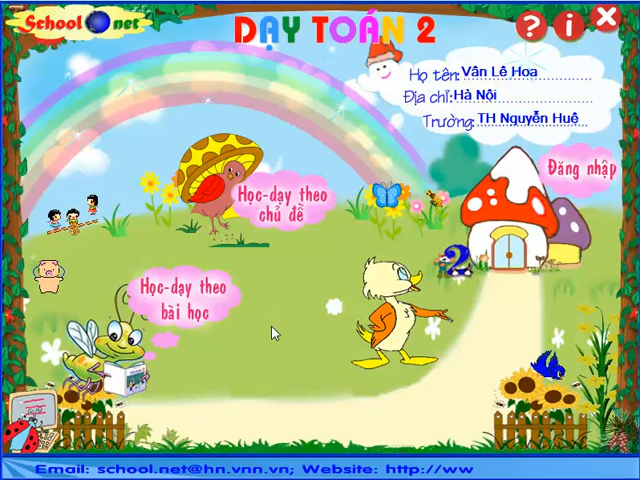 School net
DẠY TOÁN 2
? i X
Họ tên: Vân Lê Hoa
Địa chỉ: Hà Nội
Trường: TH Nguyễn Huệ
Đăng nhập
Học-dạy theo
chủ đề
2
Học-dạy theo
bài học
Email: school.net@hn.vnn.vn; Website: http://ww